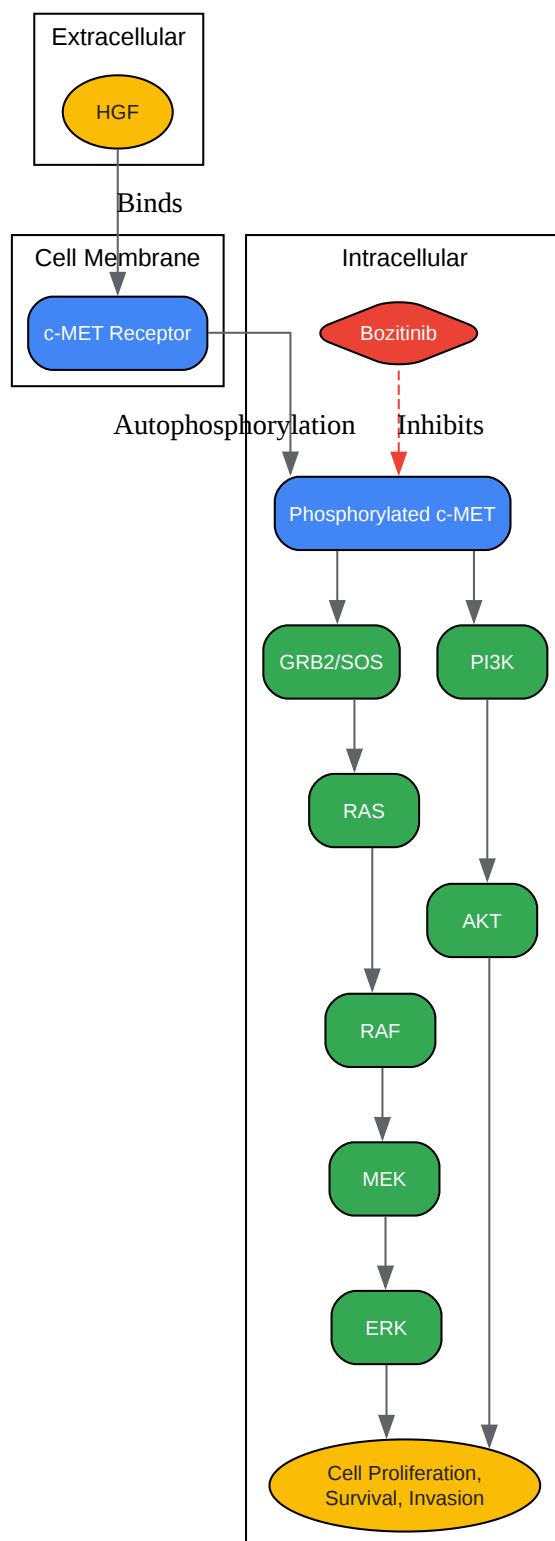 Extracellular
HGF
Binds
Cell Membrane
Intracellular
c-MET Receptor
Bozitinib
Autophosphorylation
Inhibits
Phosphorylated c-MET
GRB2/SOS
PI3K
RAS
AKT
RAF
MEK
ERK
Cell Proliferation,
Survival, Invasion